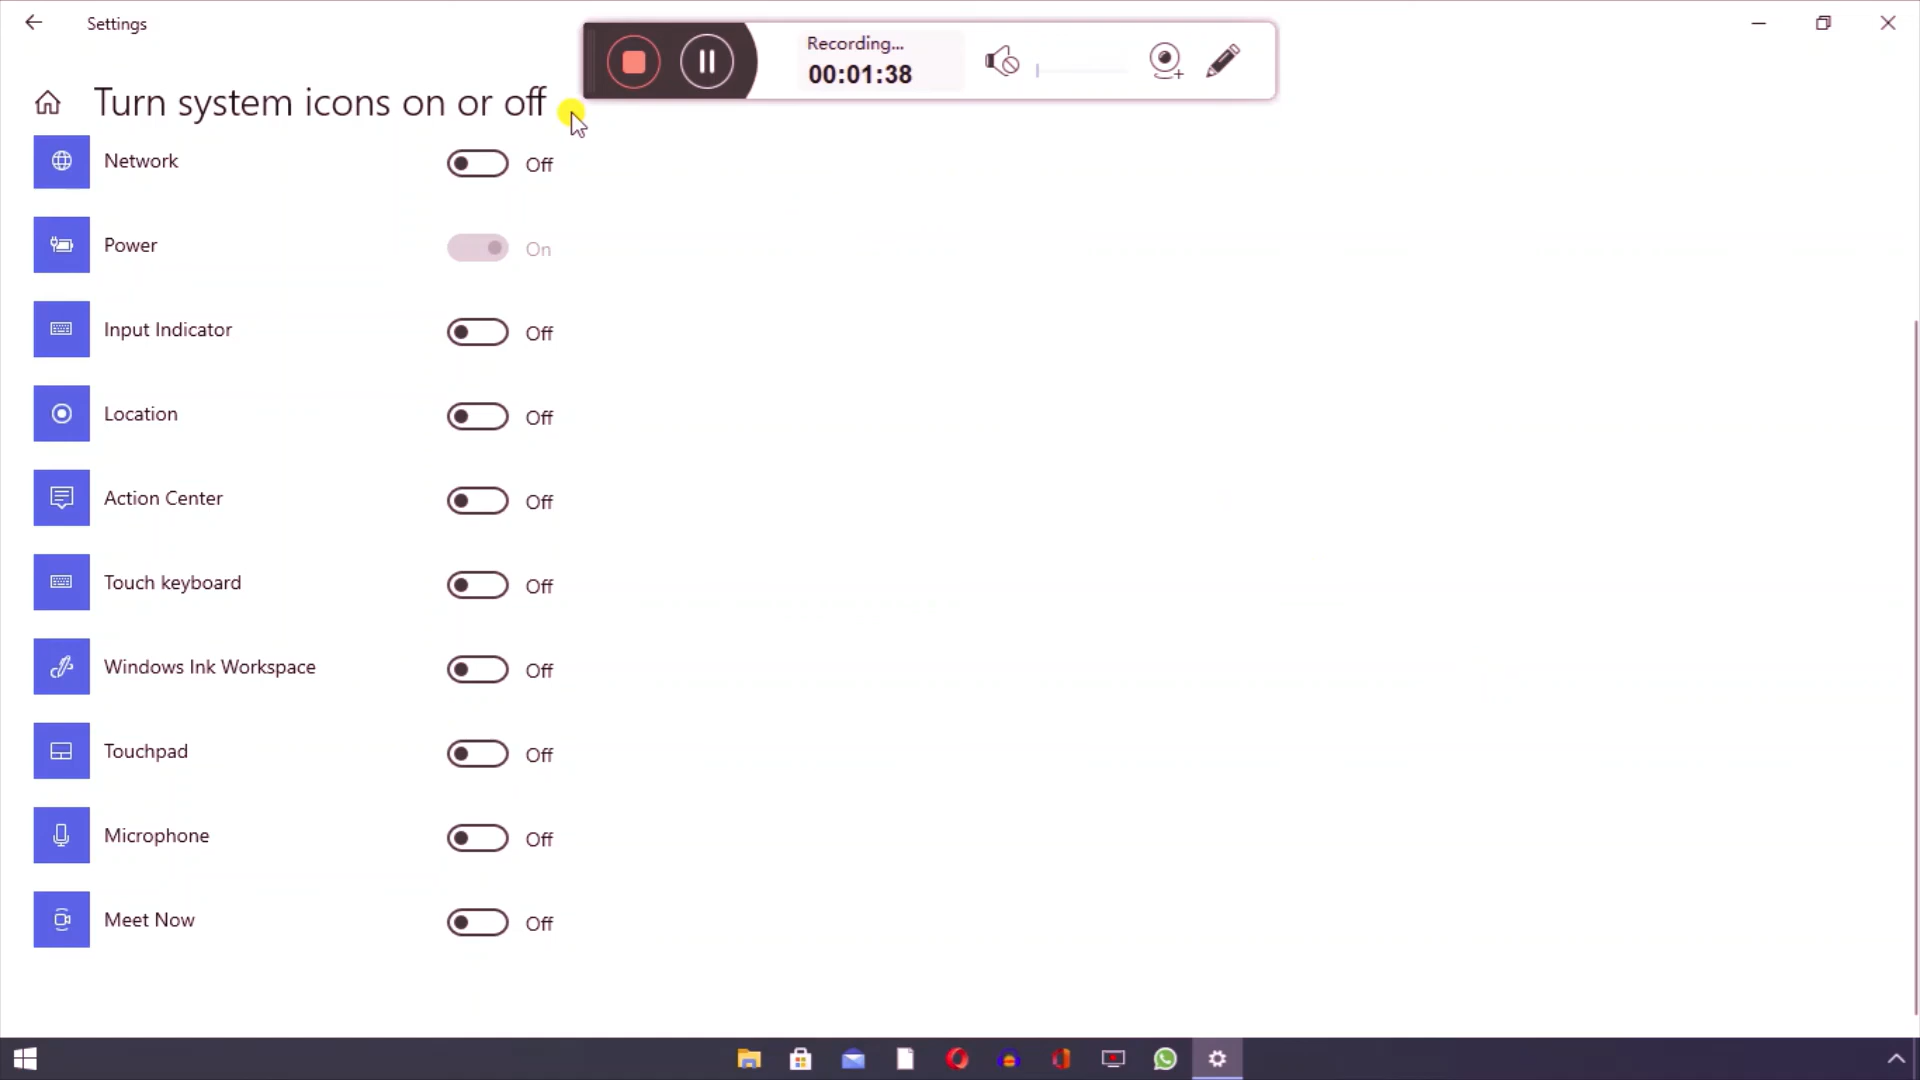 Settings
Recording...
00:01:38
Turn system icons on or off
Network Off
Power On
Input Indicator Off
Location Off
Action Center Off
Touch keyboard Off
Windows Ink Workspace Off
Touchpad Off
Microphone Off
Meet Now Off